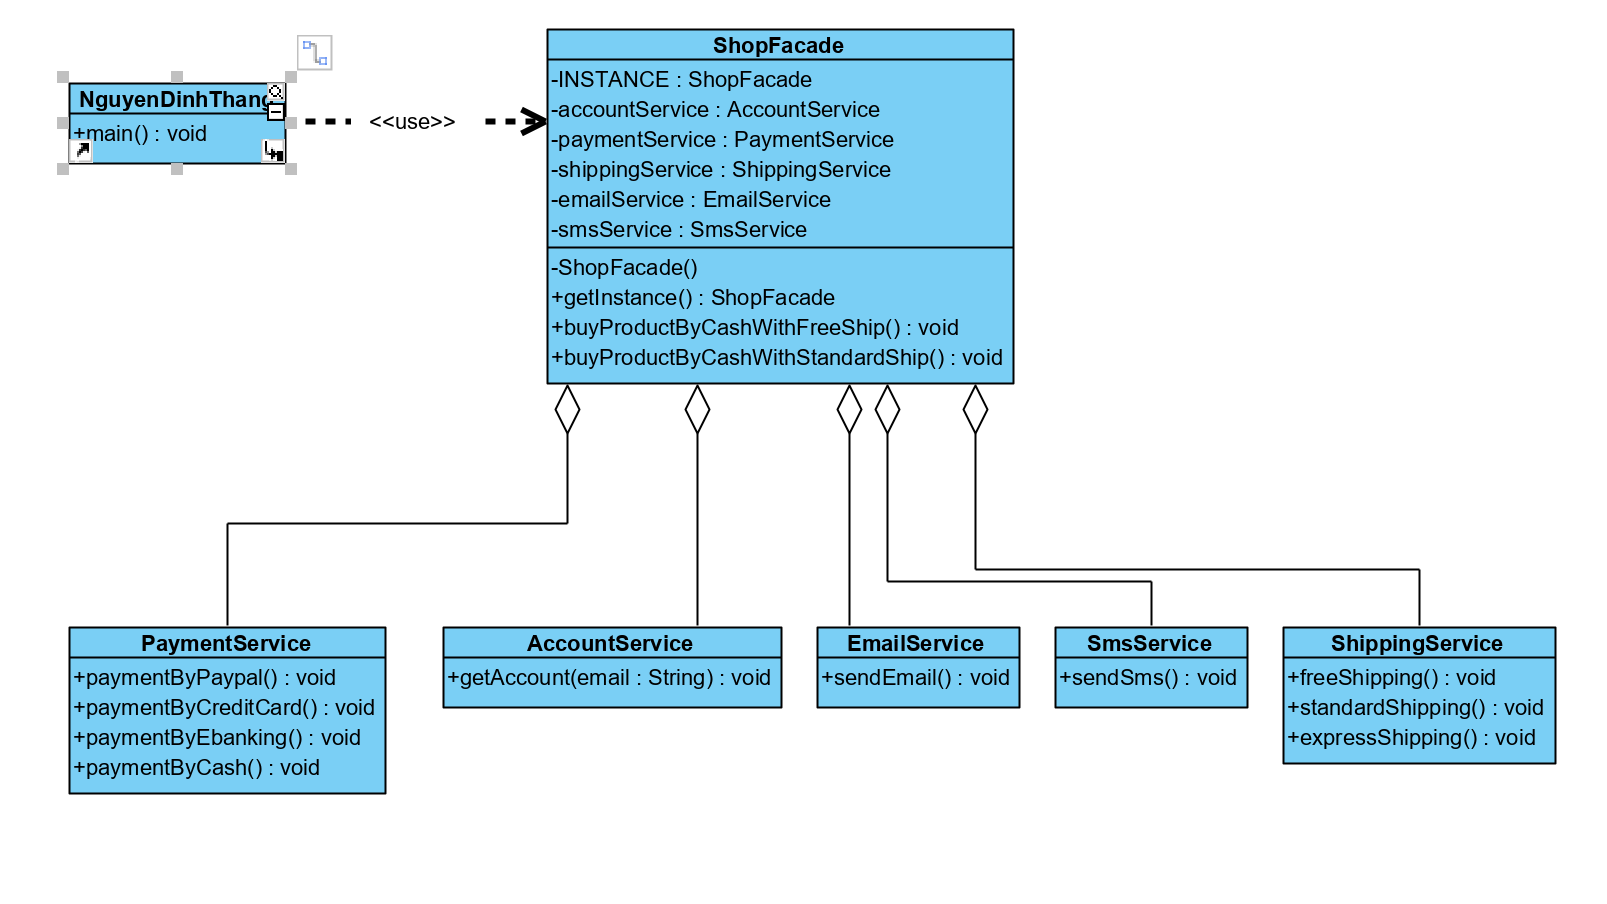 NguyenDinhThang
+main() : void
<<use>>
ShopFacade
-INSTANCE : ShopFacade
-accountService : AccountService
-paymentService : PaymentService
-shippingService : ShippingService
-emailService : EmailService
-smsService : SmsService
-ShopFacade()
+getInstance() : ShopFacade
+buyProductByCashWithFreeShip() : void
+buyProductByCashWithStandardShip() : void
PaymentService
+paymentByPaypal() : void
+paymentByCreditCard() : void
+paymentByEbanking() : void
+paymentByCash() : void
AccountService
+getAccount(email : String) : void
EmailService
+sendEmail() : void
SmsService
+sendSms() : void
ShippingService
+freeShipping() : void
+standardShipping() : void
+expressShipping() : void